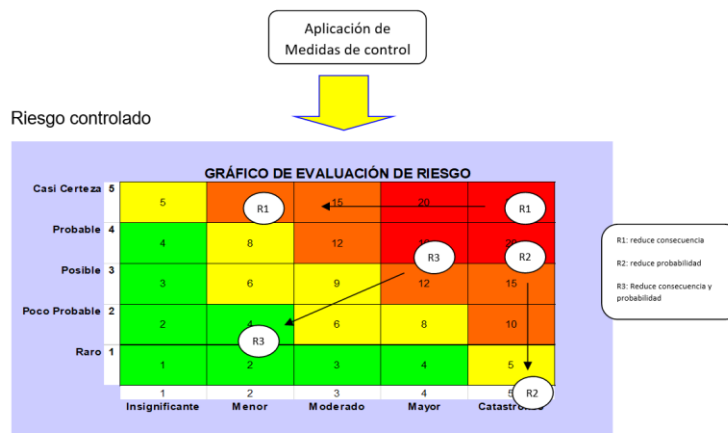 Aplicación de
Medidas de control
Riesgo controlado
GRÁFICO DE EVALUACIÓN DE RIESGO
Casi Certeza 5 5 R1 15 20 R1
Probable 4 4 8 12
R3 R2
Posible 3 3 6 9 12 15
Poco Probable 2 2 4 6 8 10
R3
Raro 1 1 2 3 4 5
1 2 3 4 R2
Insignificante Menor Moderado Mayor
R1: reduce consecuencia
R2: reduce probabilidad
R3: Reduce consecuencia y
probabilidad